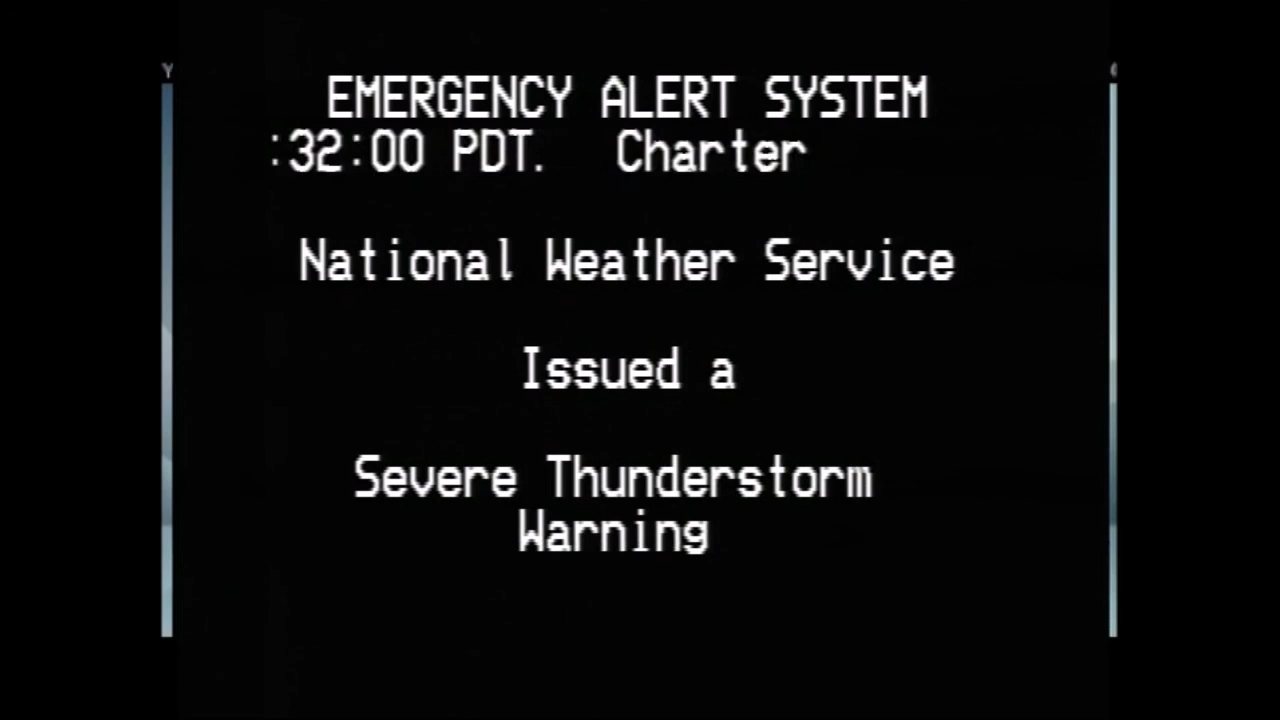 EMERGENCY ALERT SYSTEM
:32:00 PDT.   Charter
National Weather Service
Issued a
Severe Thunderstorm
Warning